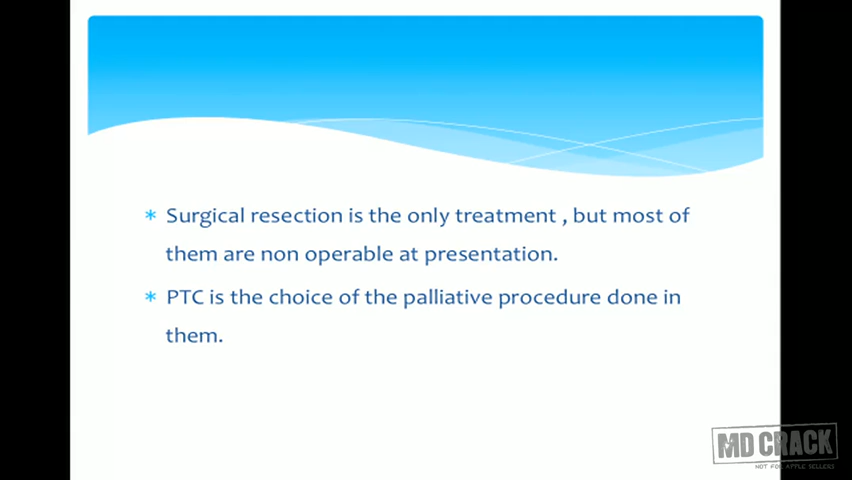 * Surgical resection is the only treatment , but most of
them are non operable at presentation.
* PTC is the choice of the palliative procedure done in
them.
MD CRACK
NOT FOR APPLE SELLERS